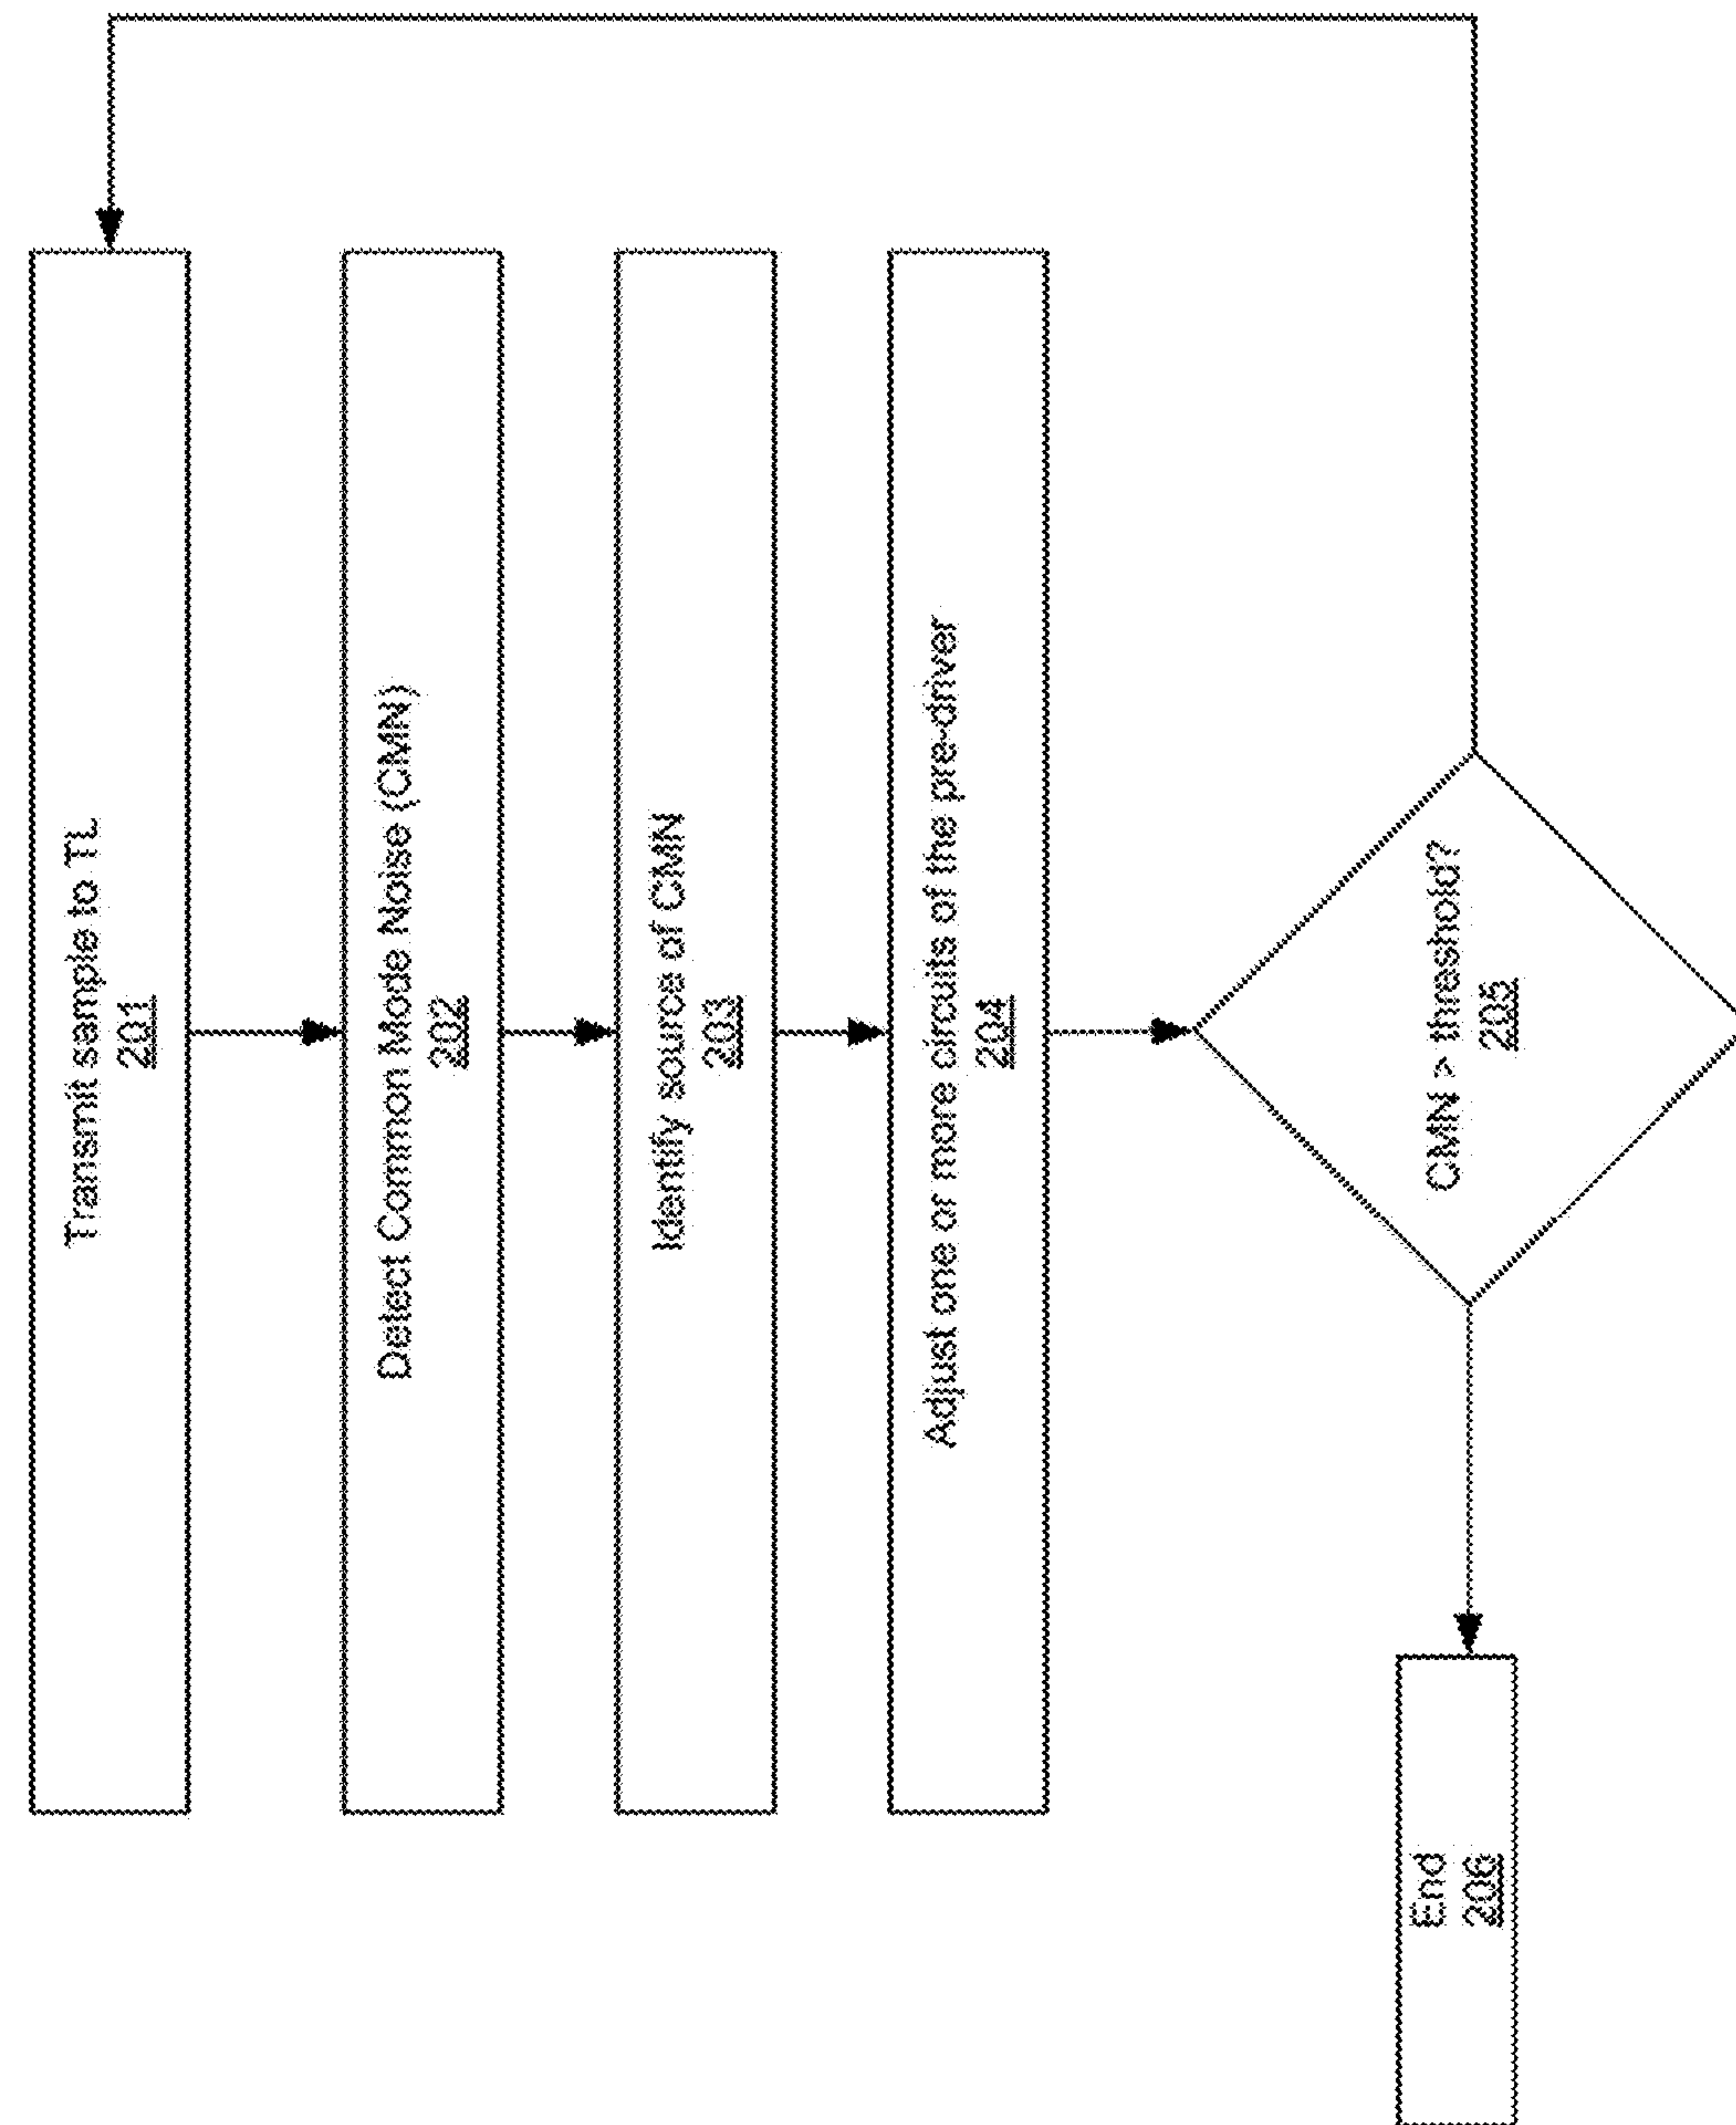 Transmit sample to TL
201
Detect Common Mode Noise (CMN)
202
Identify source of CMN
203
Adjust one or more circuits of the pre-driver
204
CMN > threshold?
205
End
206